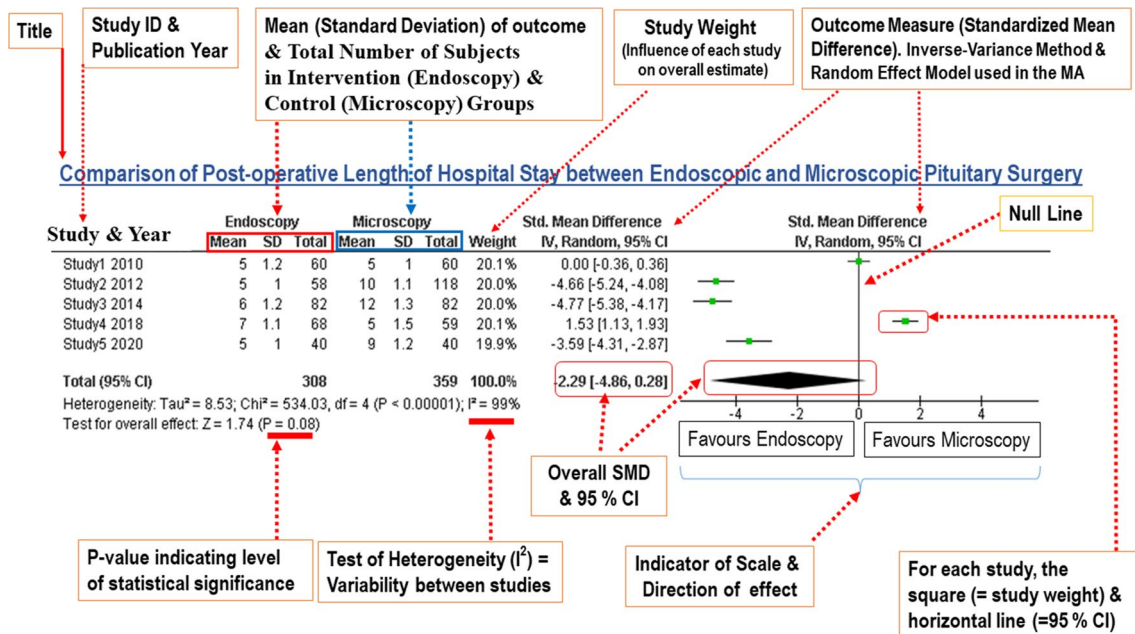 Title
Study ID &
Publication Year
Mean (Standard Deviation) of outcome
& Total Number of Subjects
in Intervention (Endoscopy) &
Control (Microscopy) Groups
Study Weight
(Influence of each study
on overall estimate)
Outcome Measure (Standardized Mean
Difference). Inverse-Variance Method &
Random Effect Model used in the MA
Comparison of Post-operative Length of Hospital Stay between Endoscopic and Microscopic Pituitary Surgery
Null Line
Endoscopy Microscopy Std. Mean Difference Std. Mean Difference
Study & Year Mean SD Total Mean SD Total Weight IV, Random, 95% CI IV, Random, 95% CI
Study1 2010 5 1.2 60 5 1 60 20.1% 0.00 [-0.36, 0.36]
Study2 2012 5 1 58 10 1.1 118 20.0% -4.66 [-5.24, -4.08]
Study3 2014 6 1.2 82 12 1.3 82 20.0% -4.77 [-5.38, -4.17]
Study4 2018 7 1.1 68 5 1.5 59 20.1% 1.53 [1.13, 1.93]
Study5 2020 5 1 40 9 1.2 40 19.9% -3.59 [-4.31, -2.87]
Total (95% CI) 308 359 100.0% -2.29 [-4.86, 0.28]
Heterogeneity: Tau² = 8.53; Chi² = 534.03, df = 4 (P < 0.00001); I² = 99%
Test for overall effect: Z = 1.74 (P = 0.08)
-4 -2 0 2 4
Favours Endoscopy Favours Microscopy
Overall SMD
& 95 % CI
P-value indicating level
of statistical significance
Test of Heterogeneity (I²) =
Variability between studies
Indicator of Scale &
Direction of effect
For each study, the
square (= study weight) &
horizontal line (=95 % CI)